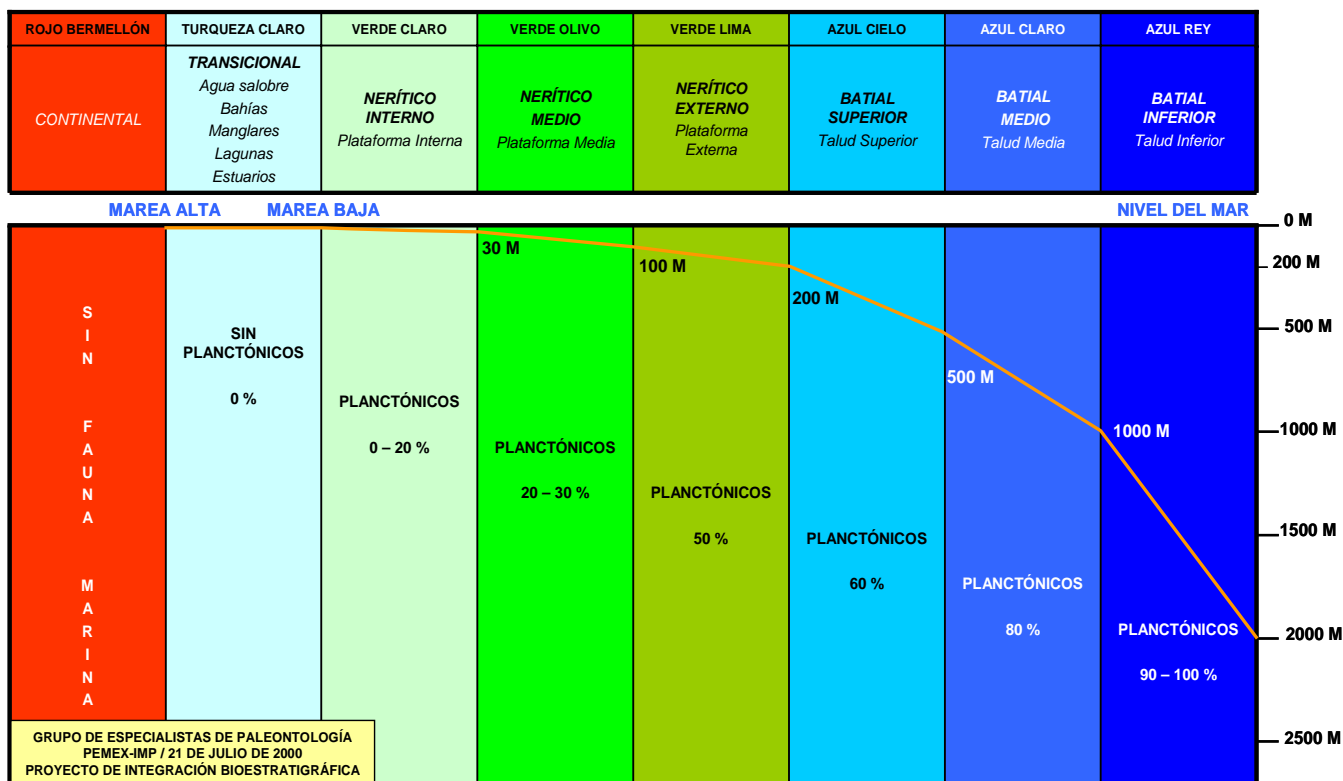 ROJO BERMELLÓN
TURQUEZA CLARO
VERDE CLARO
VERDE OLIVO
VERDE LIMA
AZUL CIELO
AZUL CLARO
AZUL REY
CONTINENTAL
TRANSICIONAL
Agua salobre
Bahías
Manglares
Lagunas
Estuarios
NERÍTICO
INTERNO
Plataforma Interna
NERÍTICO
MEDIO
Plataforma Media
NERÍTICO
EXTERNO
Plataforma
Externa
BATIAL
SUPERIOR
Talud Superior
BATIAL
MEDIO
Talud Media
BATIAL
INFERIOR
Talud Inferior
MAREA ALTA
MAREA BAJA
NIVEL DEL MAR
0 M
200 M
500 M
1000 M
1500 M
2000 M
2500 M
30 M
100 M
200 M
500 M
1000 M
SIN FAUNA MARINA
SIN
PLANCTÓNICOS
0 %
PLANCTÓNICOS
0 – 20 %
PLANCTÓNICOS
20 – 30 %
PLANCTÓNICOS
50 %
PLANCTÓNICOS
60 %
PLANCTÓNICOS
80 %
PLANCTÓNICOS
90 – 100 %
GRUPO DE ESPECIALISTAS DE PALEONTOLOGÍA
PEMEX-IMP / 21 DE JULIO DE 2000
PROYECTO DE INTEGRACIÓN BIOESTRATIGRÁFICA